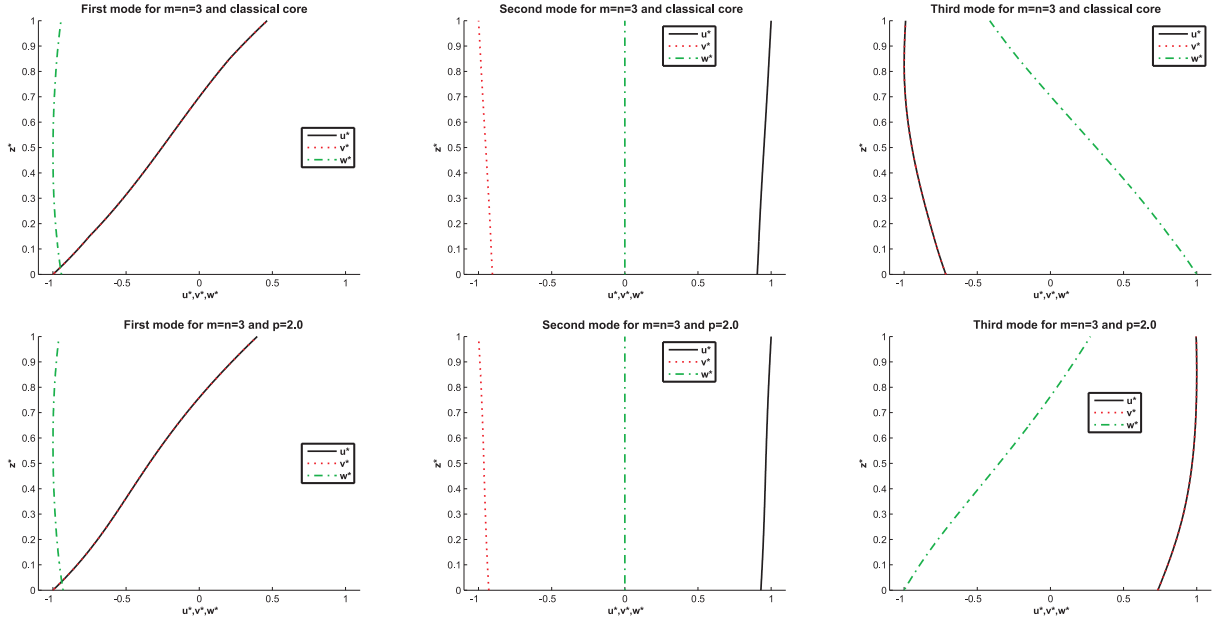 First mode for m=n=3 and classical core
1
0.9
0.8
0.7
0.6
0.5
0.4
0.3
0.2
0.1
0
z*
u*
v*
w*
-1 -0.5 0 0.5 1
u*,v*,w*
Second mode for m=n=3 and classical core
1
0.9
0.8
0.7
0.6
0.5
0.4
0.3
0.2
0.1
0
z*
u*
v*
w*
-1 -0.5 0 0.5 1
u*,v*,w*
Third mode for m=n=3 and classical core
1
0.9
0.8
0.7
0.6
0.5
0.4
0.3
0.2
0.1
0
z*
u*
v*
w*
-1 -0.5 0 0.5 1
u*,v*,w*
First mode for m=n=3 and p=2.0
1
0.9
0.8
0.7
0.6
0.5
0.4
0.3
0.2
0.1
0
z*
u*
v*
w*
-1 -0.5 0 0.5 1
u*,v*,w*
Second mode for m=n=3 and p=2.0
1
0.9
0.8
0.7
0.6
0.5
0.4
0.3
0.2
0.1
0
z*
u*
v*
w*
-1 -0.5 0 0.5 1
u*,v*,w*
Third mode for m=n=3 and p=2.0
1
0.9
0.8
0.7
0.6
0.5
0.4
0.3
0.2
0.1
0
z*
u*
v*
w*
-1 -0.5 0 0.5 1
u*,v*,w*